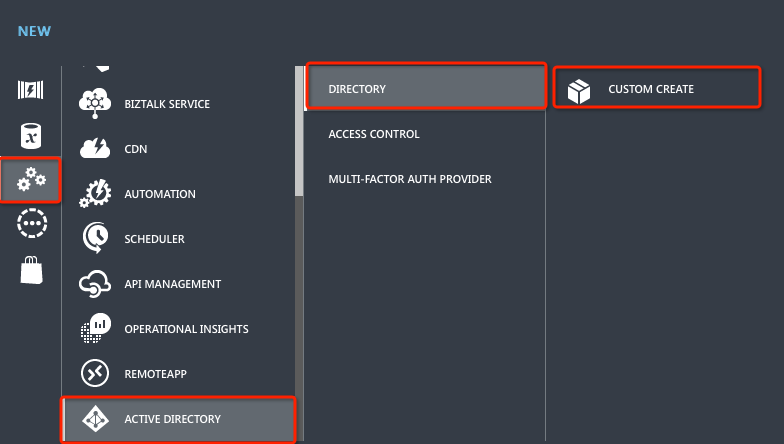 NEW
BIZTALK SERVICE
CDN
AUTOMATION
SCHEDULER
API MANAGEMENT
OPERATIONAL INSIGHTS
REMOTEAPP
ACTIVE DIRECTORY
DIRECTORY
ACCESS CONTROL
MULTI-FACTOR AUTH PROVIDER
CUSTOM CREATE